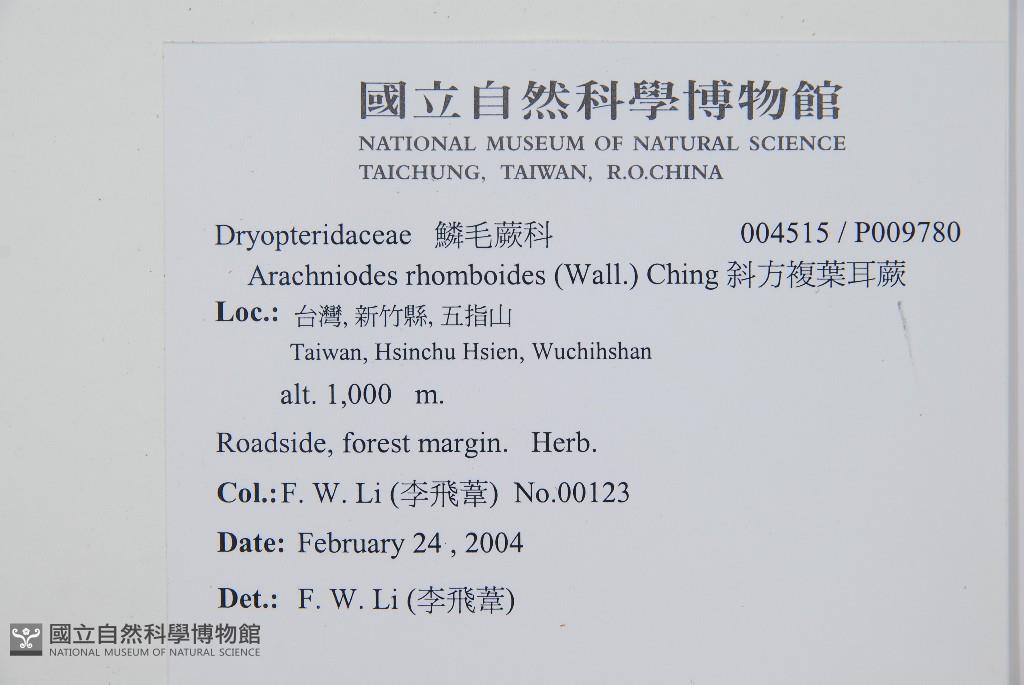 國立自然科學博物館
NATIONAL MUSEUM OF NATURAL SCIENCE
TAICHUNG, TAIWAN, R.O.CHINA
Dryopteridaceae 鱗毛蕨科 004515 / P009780
Arachniodes rhomboides (Wall.) Ching 斜方複葉耳蕨
Loc.: 台灣, 新竹縣, 五指山
Taiwan, Hsinchu Hsien, Wuchihshan
alt. 1,000 m.
Roadside, forest margin. Herb.
Col.: F. W. Li (李飛葦) No.00123
Date: February 24 , 2004
Det.: F. W. Li (李飛葦)
國立自然科學博物館
NATIONAL MUSEUM OF NATURAL SCIENCE